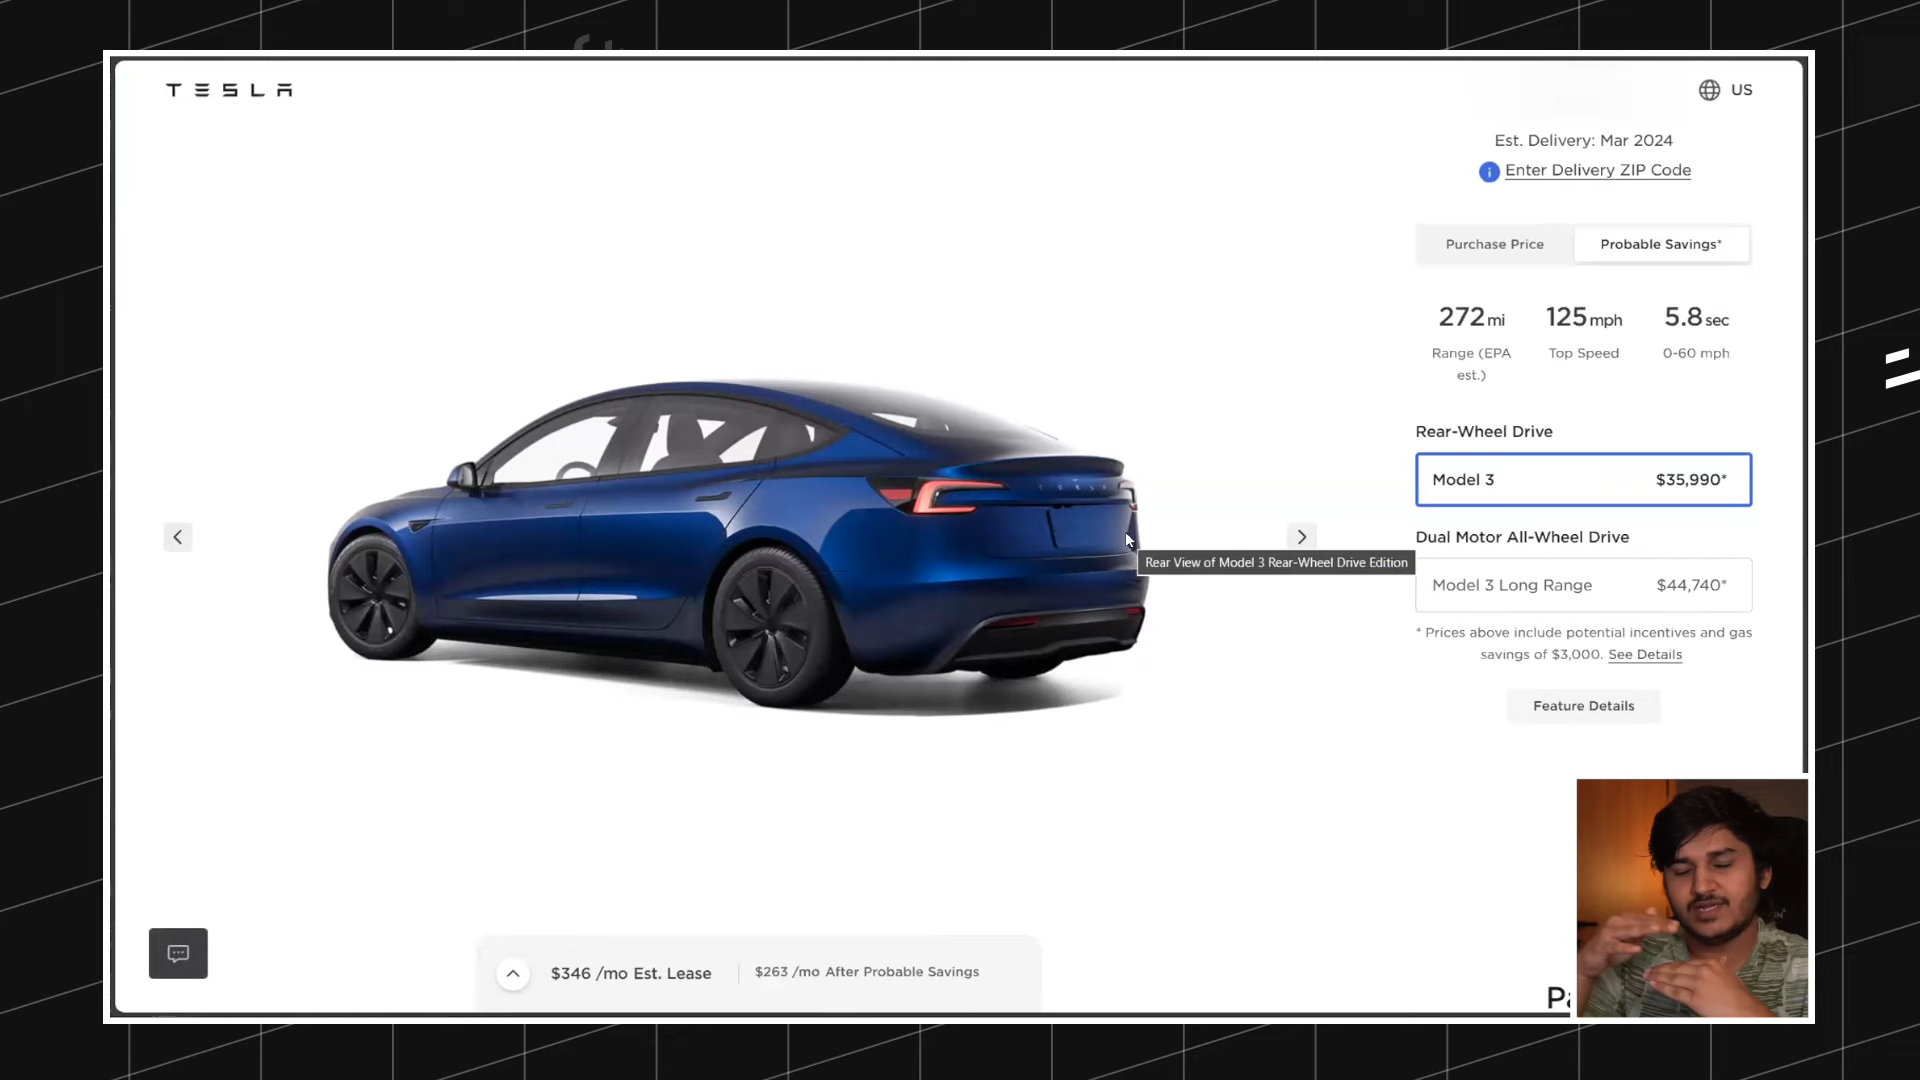 TESLA
US
Est. Delivery: Mar 2024
Enter Delivery ZIP Code
Purchase Price
Probable Savings*
272 mi
125 mph
5.8 sec
Range (EPA est.)
Top Speed
0-60 mph
Rear-Wheel Drive
Model 3
$35,990*
Rear View of Model 3 Rear-Wheel Drive Edition
Dual Motor All-Wheel Drive
Model 3 Long Range
$44,740*
* Prices above include potential incentives and gas
savings of $3,000. See Details
Feature Details
$346 /mo Est. Lease
$263 /mo After Probable Savings